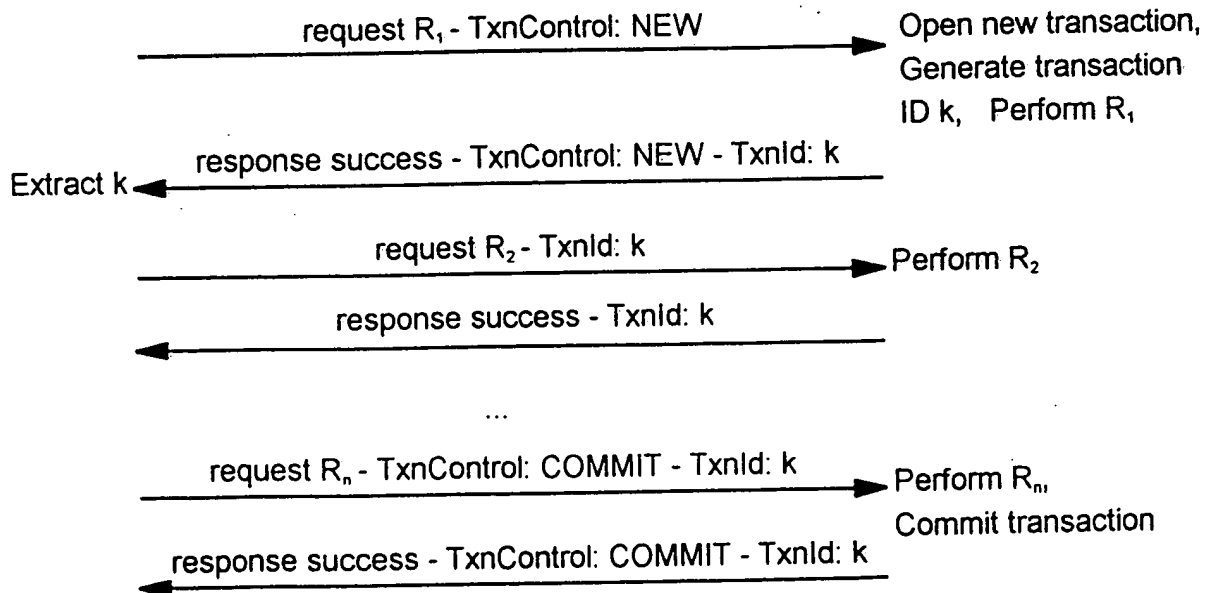 request R₁ - TxnControl: NEW
Open new transaction,
Generate transaction
ID k, Perform R₁
response success - TxnControl: NEW - TxnId: k
Extract k
request R₂ - TxnId: k
Perform R₂
response success - TxnId: k
...
request Rₙ - TxnControl: COMMIT - TxnId: k
Perform Rₙ,
Commit transaction
response success - TxnControl: COMMIT - TxnId: k